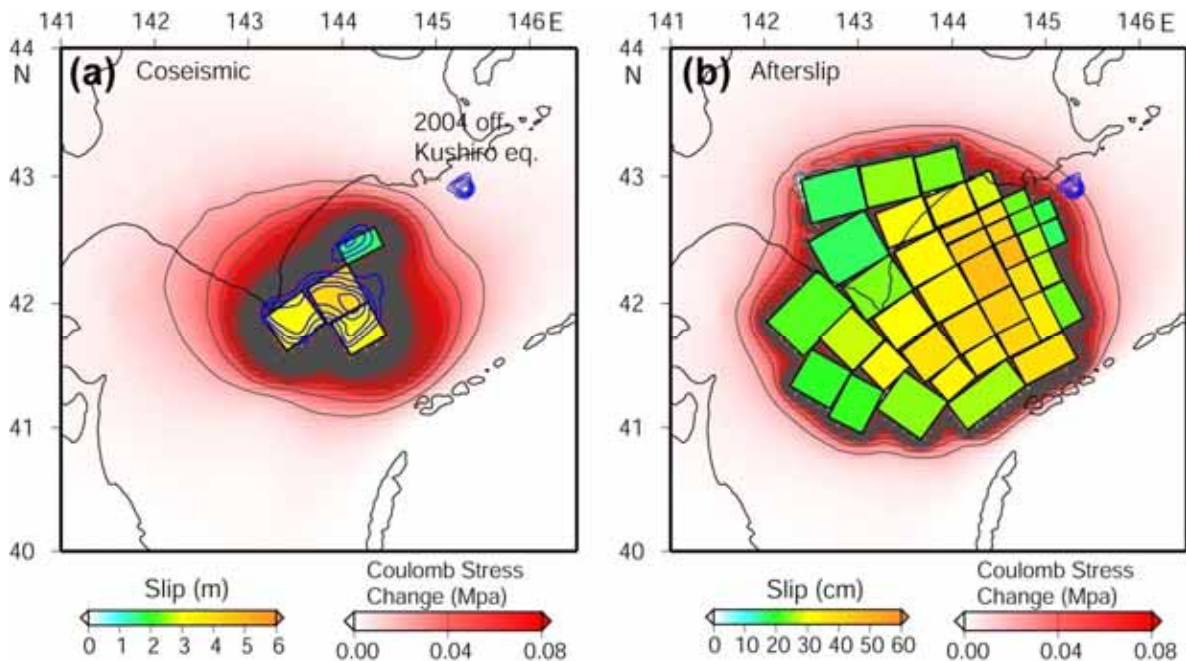 141 142 143 144 145 146 E
141 142 143 144 145 146 E
44
N
(a) Coseismic
2004 off-
Kushiro eq.
43
42
41
40
44
N
(b) Afterslip
43
42
41
40
Slip (m)
0 1 2 3 4 5 6
Coulomb Stress
Change (Mpa)
0.00 0.04 0.08
Slip (cm)
0 10 20 30 40 50 60
Coulomb Stress
Change (Mpa)
0.00 0.04 0.08